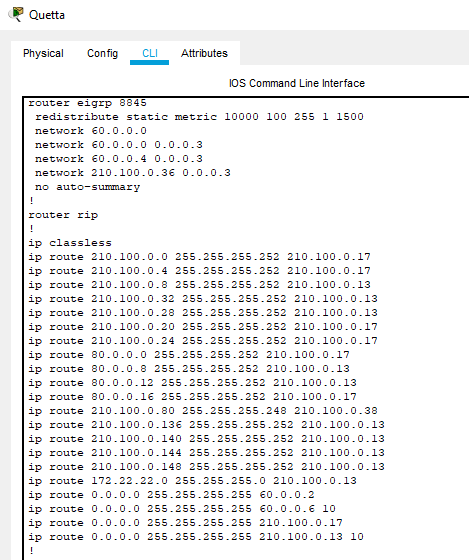 Quetta
Physical Config CLI Attributes
IOS Command Line Interface
router eigrp 8845
redistribute static metric 10000 100 255 1 1500
network 60.0.0.0
network 60.0.0.0 0.0.0.3
network 60.0.0.4 0.0.0.3
network 210.100.0.36 0.0.0.3
no auto-summary
!
router rip
!
ip classless
ip route 210.100.0.0 255.255.255.252 210.100.0.17
ip route 210.100.0.4 255.255.255.252 210.100.0.17
ip route 210.100.0.8 255.255.255.252 210.100.0.13
ip route 210.100.0.32 255.255.255.252 210.100.0.13
ip route 210.100.0.28 255.255.255.252 210.100.0.13
ip route 210.100.0.20 255.255.255.252 210.100.0.17
ip route 210.100.0.24 255.255.255.252 210.100.0.17
ip route 80.0.0.0 255.255.255.252 210.100.0.17
ip route 80.0.0.8 255.255.255.252 210.100.0.13
ip route 80.0.0.12 255.255.255.252 210.100.0.13
ip route 80.0.0.16 255.255.255.252 210.100.0.17
ip route 210.100.0.80 255.255.255.248 210.100.0.38
ip route 210.100.0.136 255.255.255.252 210.100.0.13
ip route 210.100.0.140 255.255.255.252 210.100.0.13
ip route 210.100.0.144 255.255.255.252 210.100.0.13
ip route 210.100.0.148 255.255.255.252 210.100.0.13
ip route 172.22.22.0 255.255.255.0 210.100.0.13
ip route 0.0.0.0 255.255.255.255 60.0.0.2
ip route 0.0.0.0 255.255.255.255 60.0.0.6 10
ip route 0.0.0.0 255.255.255.255 210.100.0.17
ip route 0.0.0.0 255.255.255.255 210.100.0.13 10
!